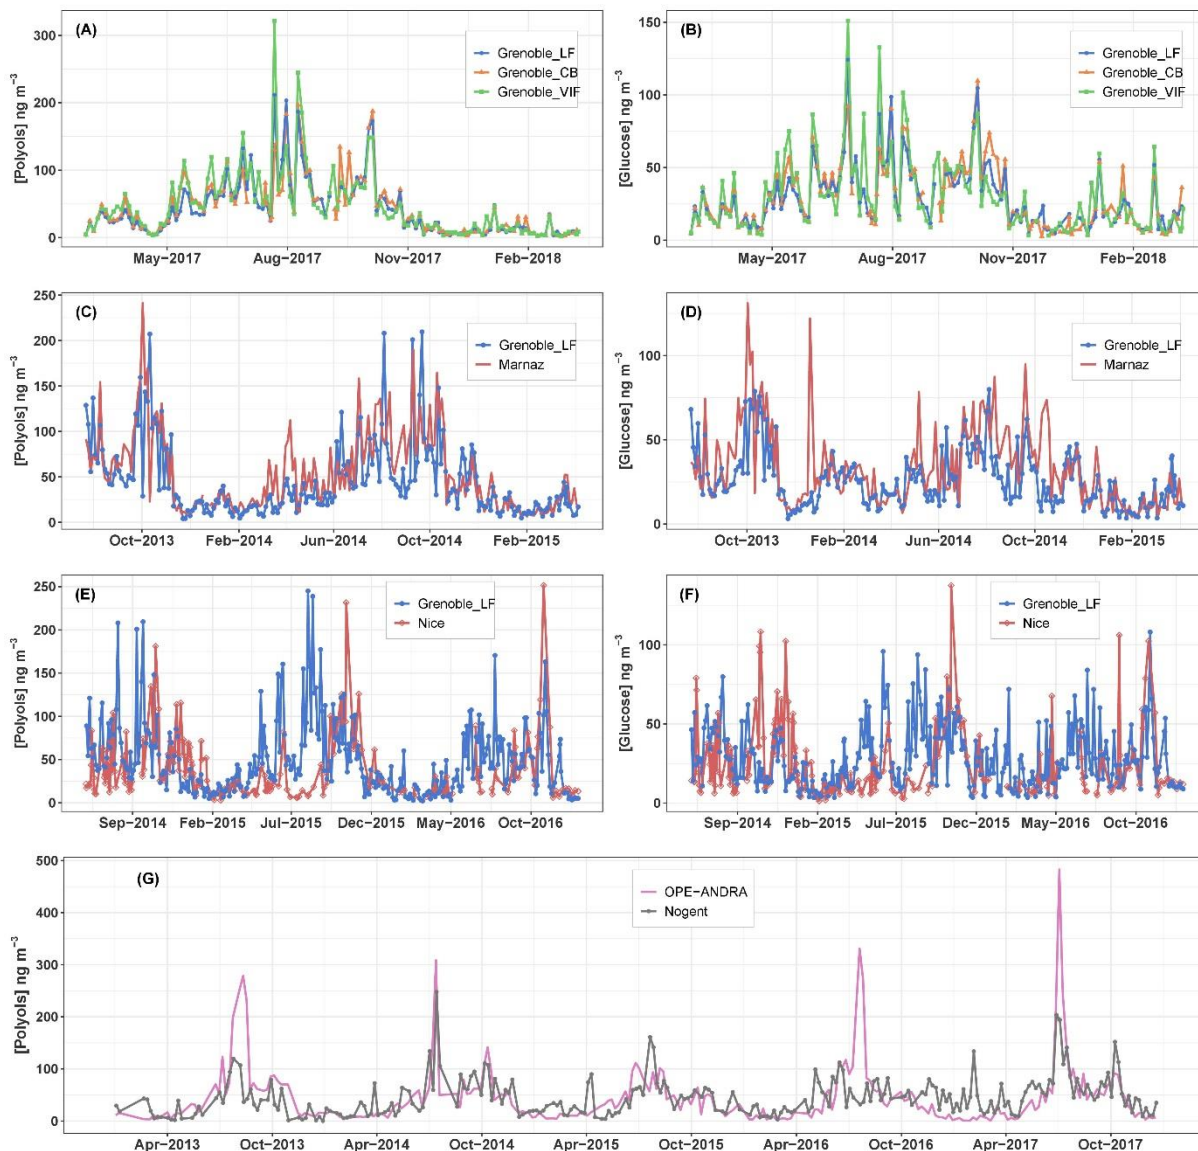 (A)
[Polyols] ng m⁻³
300
200
100
0
Grenoble_LF
Grenoble_CB
Grenoble_VIF
May−2017 Aug−2017 Nov−2017 Feb−2018
(B)
[Glucose] ng m⁻³
150
100
50
0
Grenoble_LF
Grenoble_CB
Grenoble_VIF
May−2017 Aug−2017 Nov−2017 Feb−2018
(C)
[Polyols] ng m⁻³
250
200
150
100
50
0
Grenoble_LF
Marnaz
Oct−2013 Feb−2014 Jun−2014 Oct−2014 Feb−2015
(D)
[Glucose] ng m⁻³
100
50
0
Grenoble_LF
Marnaz
Oct−2013 Feb−2014 Jun−2014 Oct−2014 Feb−2015
(E)
[Polyols] ng m⁻³
250
200
150
100
50
0
Grenoble_LF
Nice
Sep−2014 Feb−2015 Jul−2015 Dec−2015 May−2016 Oct−2016
(F)
[Glucose] ng m⁻³
100
50
0
Grenoble_LF
Nice
Sep−2014 Feb−2015 Jul−2015 Dec−2015 May−2016 Oct−2016
(G)
[Polyols] ng m⁻³
500
400
300
200
100
0
OPE−ANDRA
Nogent
Apr−2013 Oct−2013 Apr−2014 Oct−2014 Apr−2015 Oct−2015 Apr−2016 Oct−2016 Apr−2017 Oct−2017